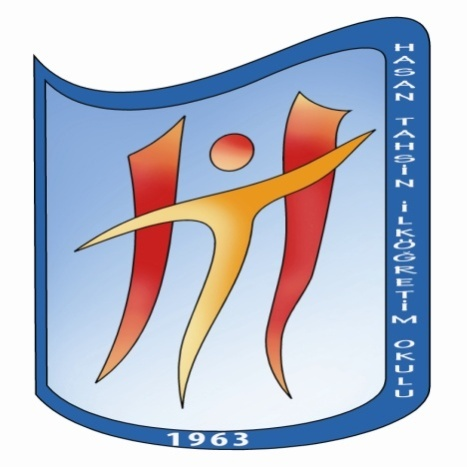 HASAN TAHSİN İLKÖĞRETİM OKULU
1963